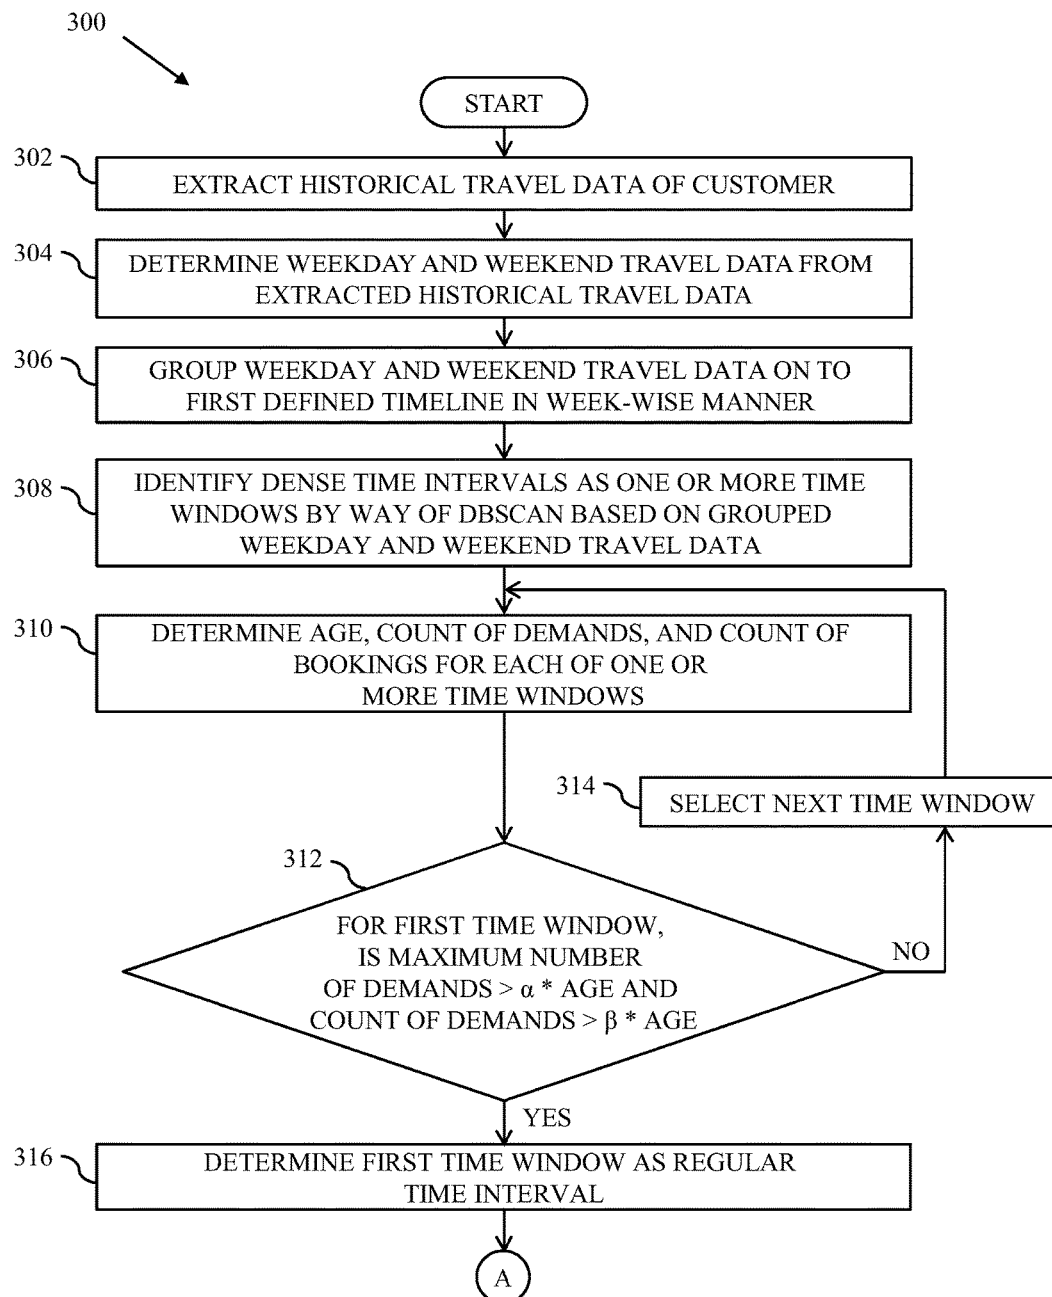 300
START
302
EXTRACT HISTORICAL TRAVEL DATA OF CUSTOMER
304
DETERMINE WEEKDAY AND WEEKEND TRAVEL DATA FROM
EXTRACTED HISTORICAL TRAVEL DATA
306
GROUP WEEKDAY AND WEEKEND TRAVEL DATA ON TO
FIRST DEFINED TIMELINE IN WEEK-WISE MANNER
308
IDENTIFY DENSE TIME INTERVALS AS ONE OR MORE TIME
WINDOWS BY WAY OF DBSCAN BASED ON GROUPED
WEEKDAY AND WEEKEND TRAVEL DATA
310
DETERMINE AGE, COUNT OF DEMANDS, AND COUNT OF
BOOKINGS FOR EACH OF ONE OR
MORE TIME WINDOWS
314
SELECT NEXT TIME WINDOW
312
FOR FIRST TIME WINDOW,
IS MAXIMUM NUMBER
OF DEMANDS > α * AGE AND
COUNT OF DEMANDS > β * AGE
NO
YES
316
DETERMINE FIRST TIME WINDOW AS REGULAR
TIME INTERVAL
A